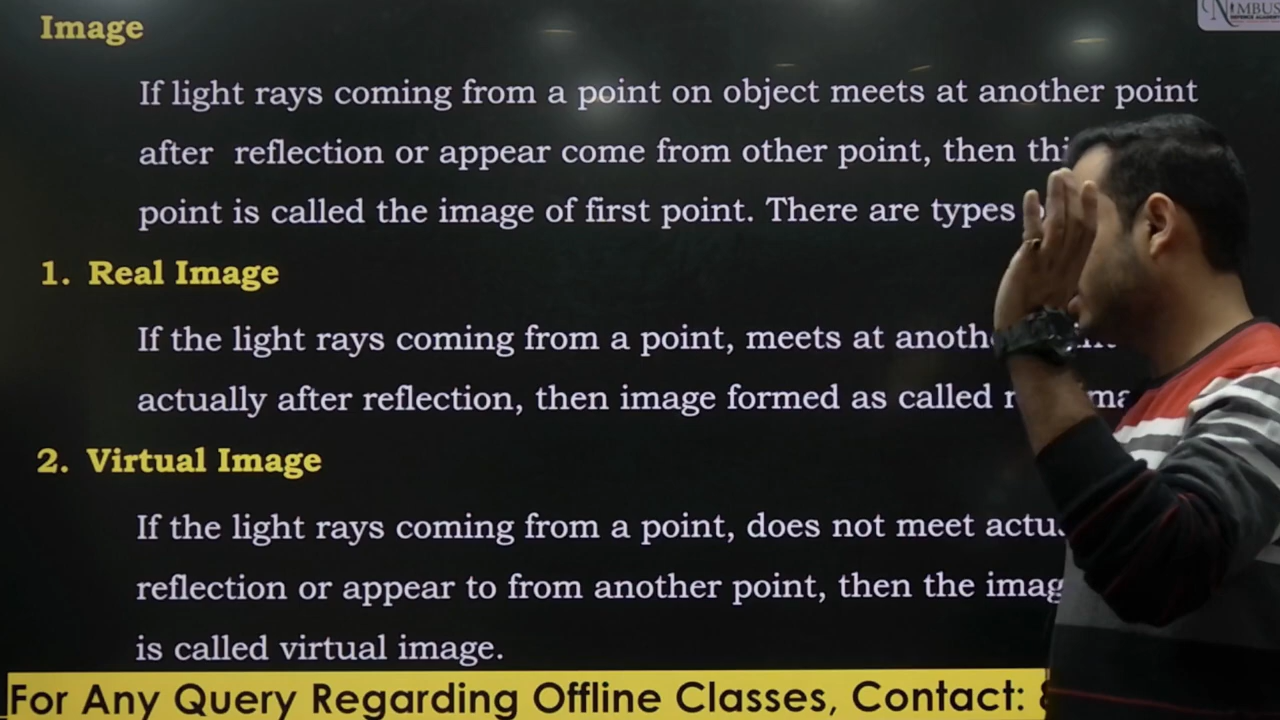 Image
NIMBUS
DEFENCE ACADEMY
If light rays coming from a point on object meets at another point
after reflection or appear come from other point, then
point is called the image of first point. There are types
1. Real Image
If the light rays coming from a point, meets at
actually after reflection, then image formed as called
2. Virtual Image
If the light rays coming from a point, does not meet
reflection or appear to from another point, then the
is called virtual image.
For Any Query Regarding Offline Classes, Contact: